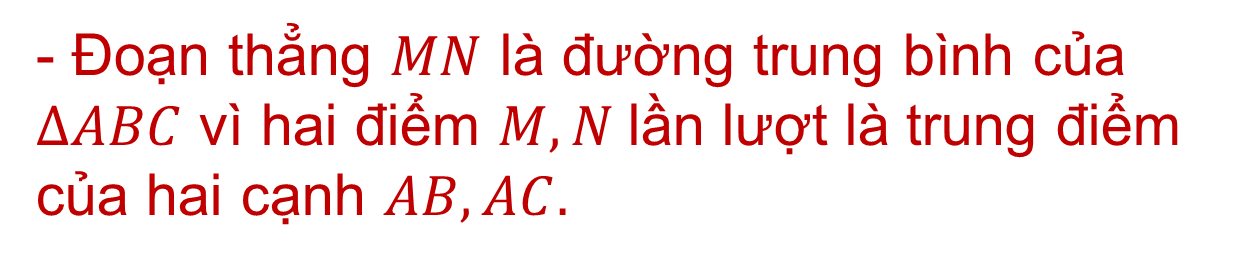 - Đoạn thẳng MN là đường trung bình của
ΔABC vì hai điểm M, N lần lượt là trung điểm
của hai cạnh AB, AC.